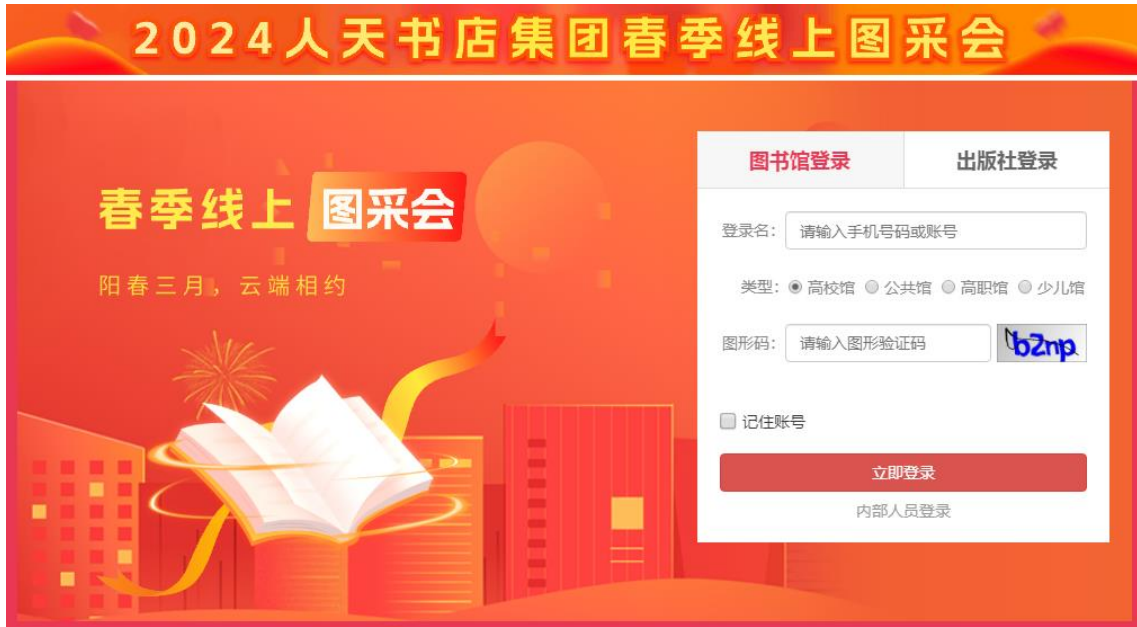 2024人天书店集团春季线上图采会
春季线上 图采会
阳春三月，云端相约
图书馆登录 出版社登录
登录名： 请输入手机号码或账号
类型： 高校馆 公共馆 高职馆 少儿馆
图形码： 请输入图形验证码 b2np
记住账号
立即登录
内部人员登录